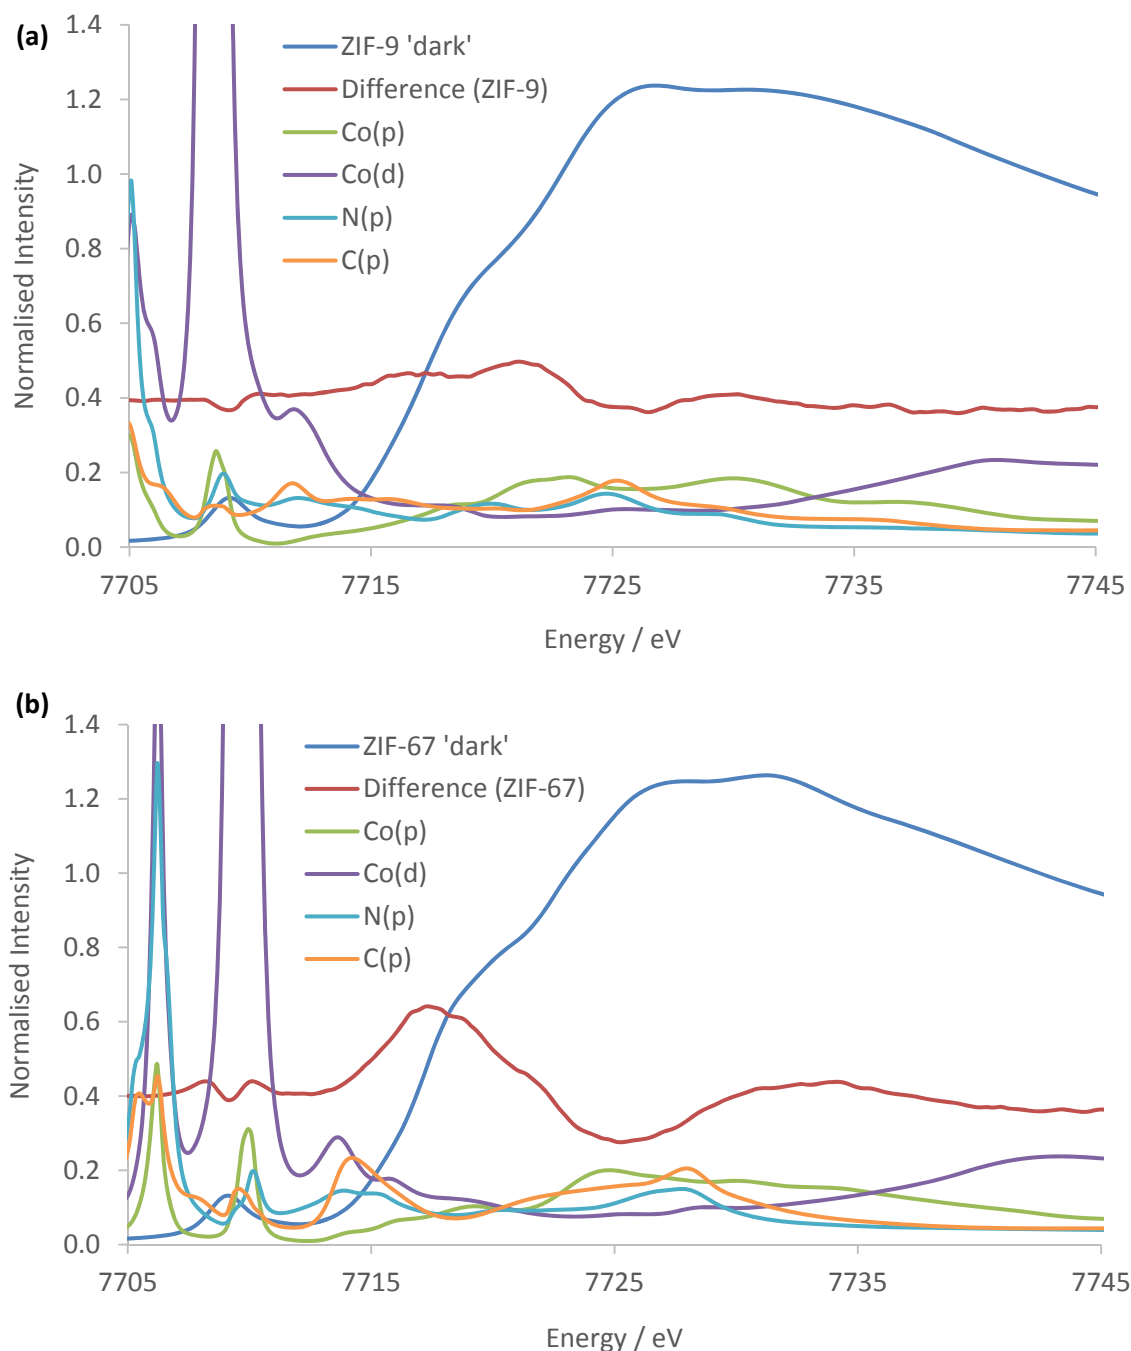 (a)
1.4
1.2
1.0
0.8
0.6
0.4
0.2
0.0
Normalised Intensity
ZIF-9 'dark'
Difference (ZIF-9)
Co(p)
Co(d)
N(p)
C(p)
7705
7715
7725
7735
7745
Energy / eV
(b)
1.4
1.2
1.0
0.8
0.6
0.4
0.2
0.0
Normalised Intensity
ZIF-67 'dark'
Difference (ZIF-67)
Co(p)
Co(d)
N(p)
C(p)
7705
7715
7725
7735
7745
Energy / eV